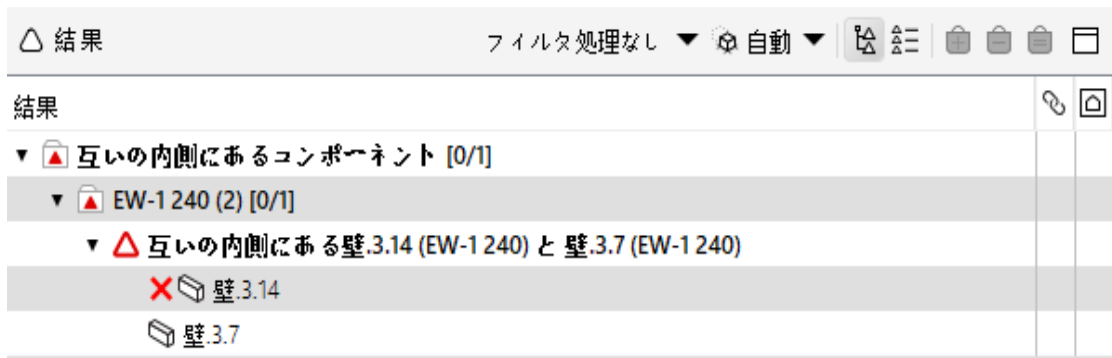 結果 フィルタ処理なし 自動
結果
互いの内側にあるコンポーネント [0/1]
EW-1 240 (2) [0/1]
互いの内側にある壁.3.14 (EW-1 240) と 壁.3.7 (EW-1 240)
壁.3.14
壁.3.7